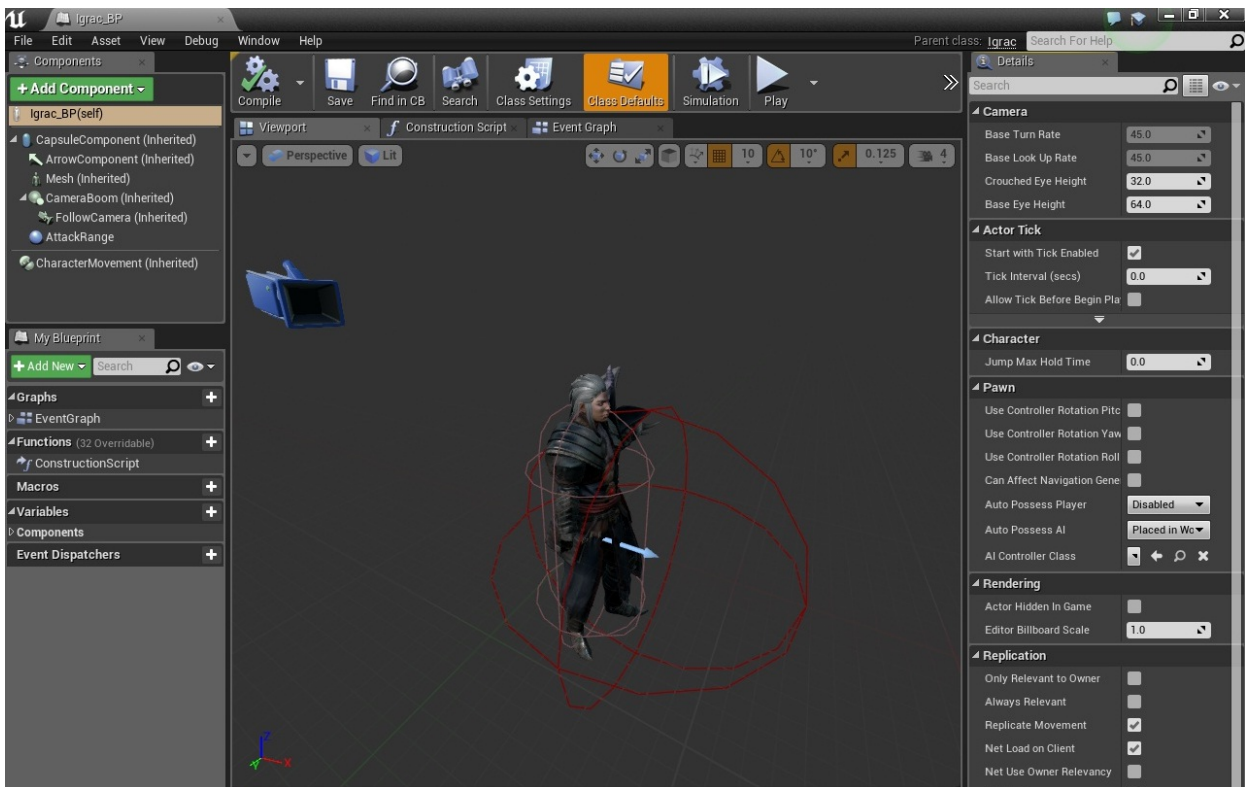 Igrac_BP
File Edit Asset View Debug Window Help
Parent class: Igrac
Search For Help
Components
+ Add Component
Igrac_BP(self)
CapsuleComponent (Inherited)
ArrowComponent (Inherited)
Mesh (Inherited)
CameraBoom (Inherited)
FollowCamera (Inherited)
AttackRange
CharacterMovement (Inherited)
My Blueprint
+ Add New
Search
Graphs
EventGraph
Functions (32 Overridable)
ConstructionScript
Macros
Variables
Components
Event Dispatchers
Compile Save Find in CB Search Class Settings Class Defaults Simulation Play
Viewport
Construction Script
Event Graph
Perspective Lit
10 10° 0.125 4
Z
X
Y
Details
Search
Camera
Base Turn Rate 45.0
Base Look Up Rate 45.0
Crouched Eye Height 32.0
Base Eye Height 64.0
Actor Tick
Start with Tick Enabled
Tick Interval (secs) 0.0
Allow Tick Before Begin Pla
Character
Jump Max Hold Time 0.0
Pawn
Use Controller Rotation Pitc
Use Controller Rotation Yaw
Use Controller Rotation Roll
Can Affect Navigation Gene
Auto Possess Player Disabled
Auto Possess AI Placed in Wo
AI Controller Class
Rendering
Actor Hidden In Game
Editor Billboard Scale 1.0
Replication
Only Relevant to Owner
Always Relevant
Replicate Movement
Net Load on Client
Net Use Owner Relevancy